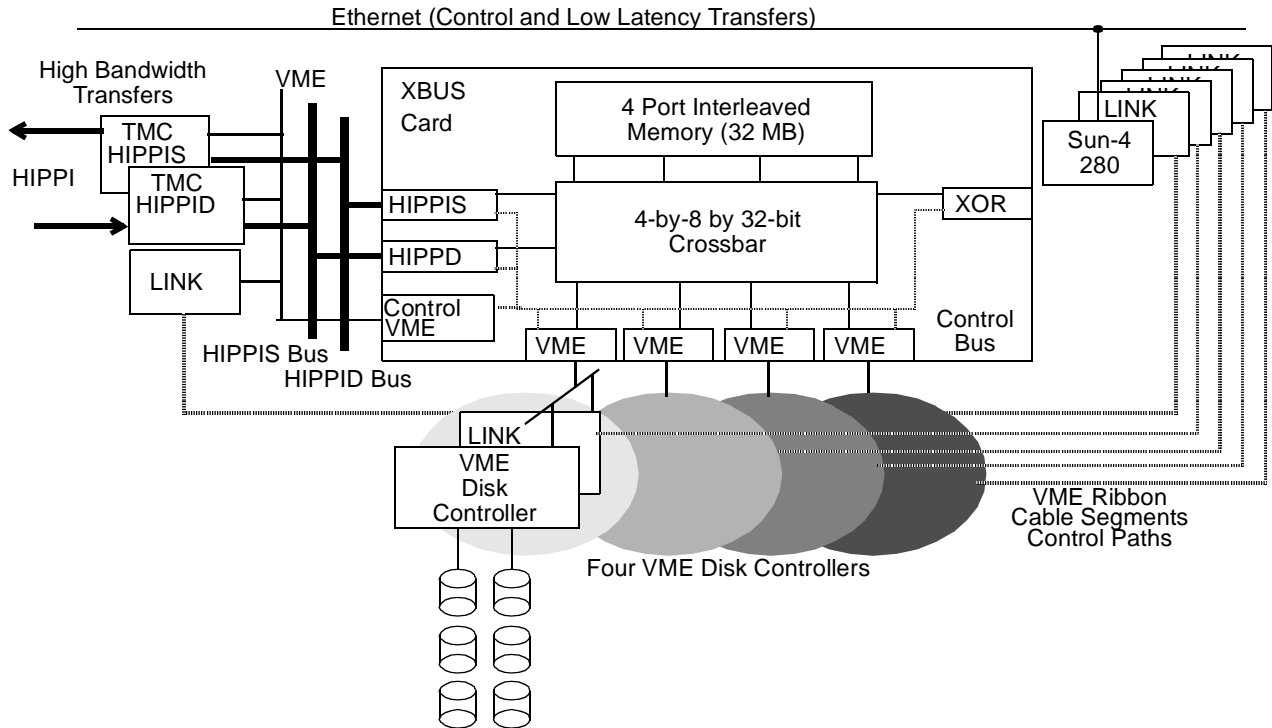 Ethernet (Control and Low Latency Transfers)
High Bandwidth
Transfers
VME
XBUS
Card
4 Port Interleaved
Memory (32 MB)
LINK
LINK
LINK
LINK
LINK
Sun-4
280
TMC
HIPPIS
HIPPI
TMC
HIPPID
LINK
HIPPIS
HIPPD
Control
VME
4-by-8 by 32-bit
Crossbar
XOR
Control
Bus
VME
VME
VME
VME
HIPPIS Bus
HIPPID Bus
LINK
VME
Disk
Controller
VME Ribbon
Cable Segments
Control Paths
Four VME Disk Controllers